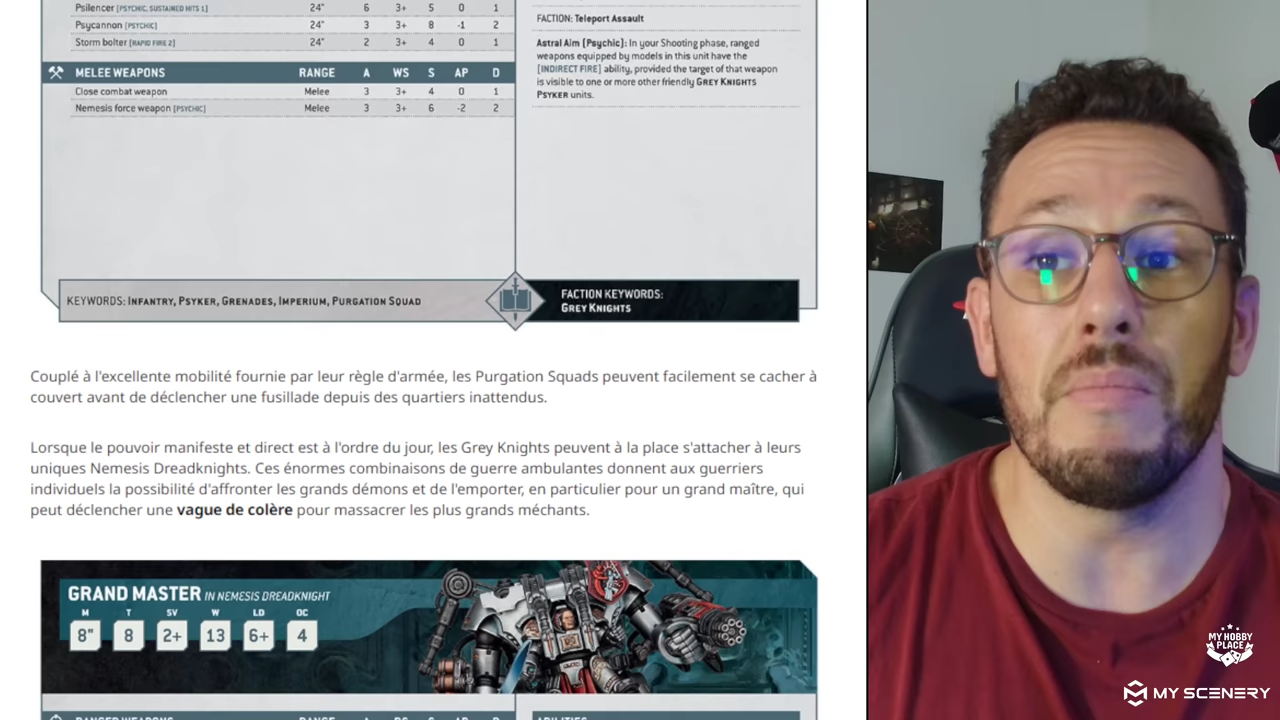 Psilencer [PSYCHIC, SUSTAINED HITS 1] 24" 6 3+ 5 0 1
Psycannon [PSYCHIC] 24" 3 3+ 8 -1 2
Storm bolter [RAPID FIRE 2] 24" 2 3+ 4 0 1
MELEE WEAPONS RANGE A WS S AP D
Close combat weapon Melee 3 3+ 4 0 1
Nemesis force weapon [PSYCHIC] Melee 3 3+ 6 -2 2
FACTION: Teleport Assault
Astral Aim (Psychic): In your Shooting phase, ranged
weapons equipped by models in this unit have the
[INDIRECT FIRE] ability, provided the target of that weapon
is visible to one or more other friendly GREY KNIGHTS
PSYKER units.
KEYWORDS: INFANTRY, PSYKER, GRENADES, IMPERIUM, PURGATION SQUAD
FACTION KEYWORDS:
GREY KNIGHTS
Couplé à l'excellente mobilité fournie par leur règle d'armée, les Purgation Squads peuvent facilement se cacher à
couvert avant de déclencher une fusillade depuis des quartiers inattendus.
Lorsque le pouvoir manifeste et direct est à l'ordre du jour, les Grey Knights peuvent à la place s'attacher à leurs
uniques Nemesis Dreadknights. Ces énormes combinaisons de guerre ambulantes donnent aux guerriers
individuels la possibilité d'affronter les grands démons et de l'emporter, en particulier pour un grand maître, qui
peut déclencher une vague de colère pour massacrer les plus grands méchants.
GRAND MASTER IN NEMESIS DREADKNIGHT
M T SV W LD OC
8" 8 2+ 13 6+ 4
RANGED WEAPONS RANGE A BS S AP D
ABILITIES
MY HOBBY
PLACE
MY SCENERY